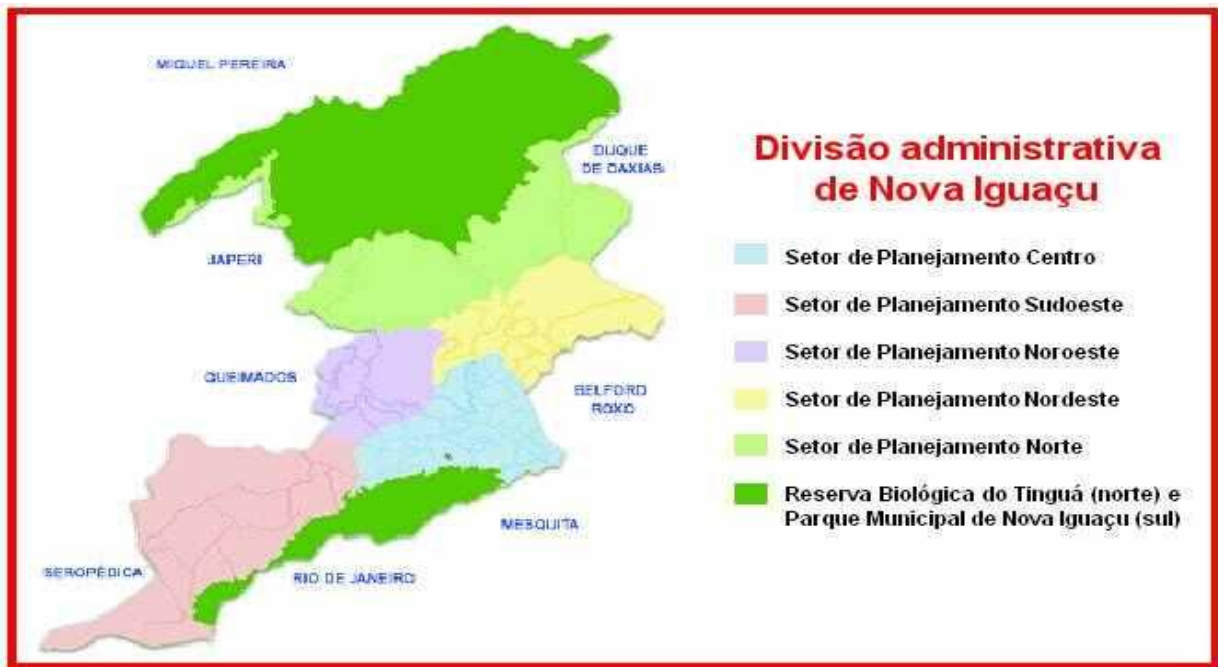 MIGUEL PEREIRA
DUQUE
DE CAXIAS
JAPERI
QUEIMADOS
BELFORD
ROXO
MESQUITA
SEROPÉDICA
RIO DE JANEIRO
Divisão administrativa
de Nova Iguaçu
Setor de Planejamento Centro
Setor de Planejamento Sudoeste
Setor de Planejamento Noroeste
Setor de Planejamento Nordeste
Setor de Planejamento Norte
Reserva Biológica do Tinguá (norte) e
Parque Municipal de Nova Iguaçu (sul)